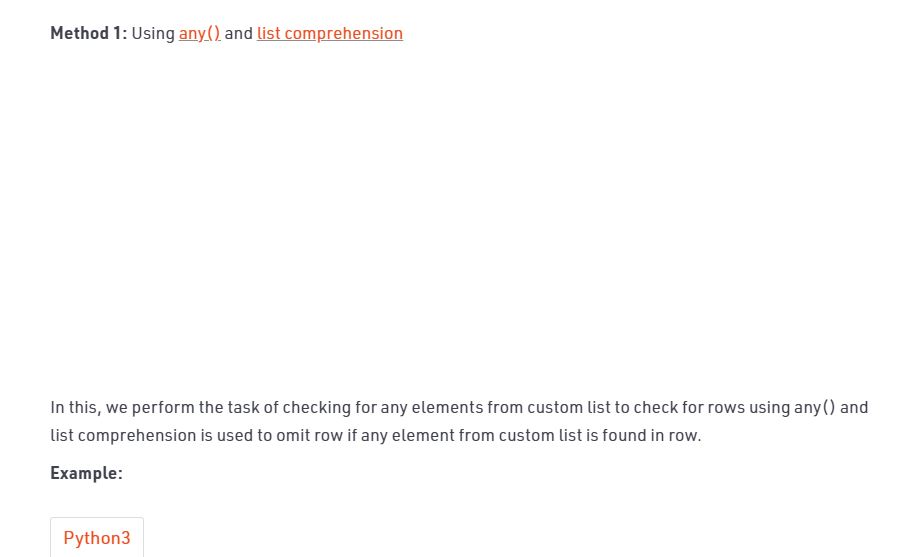 Method 1: Using any() and list comprehension
In this, we perform the task of checking for any elements from custom list to check for rows using any() and
list comprehension is used to omit row if any element from custom list is found in row.
Example:
Python3